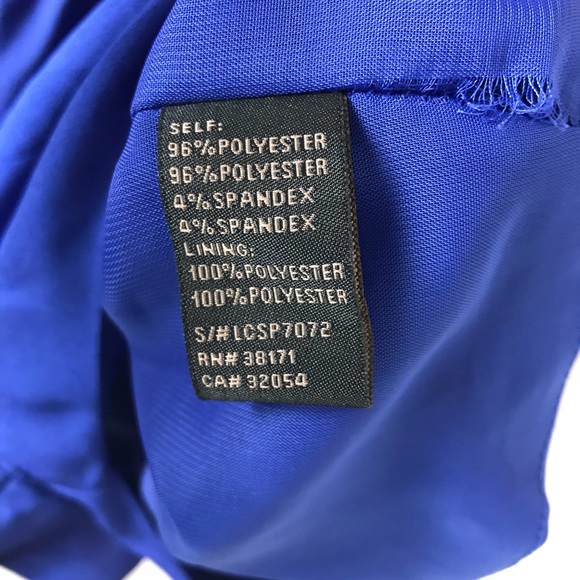 SELF:
96%POLYESTER
96%POLYESTER
4%SPANDEX
4%SPANDEX
LINING:
100%POLYESTER
100%POLYESTER
S/#LCSP7072
RN# 38171
CA# 32054